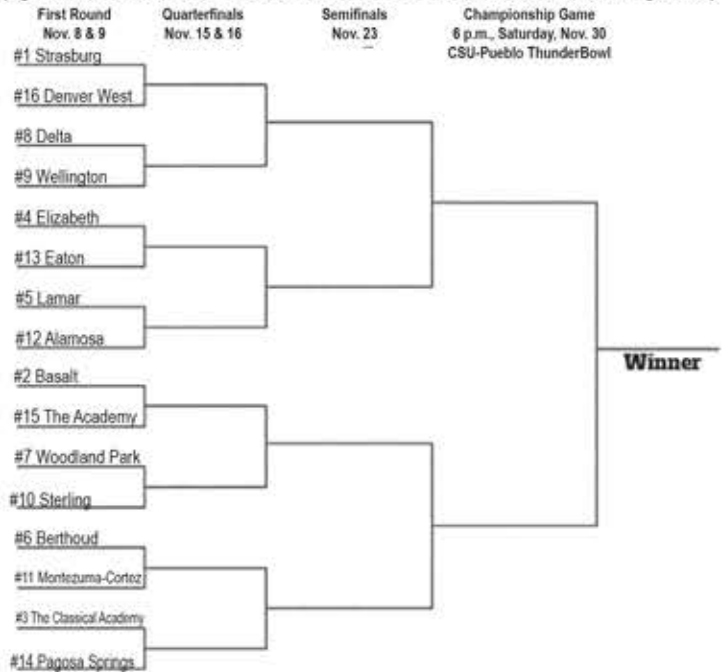 First Round
Nov. 8 & 9
Quarterfinals
Nov. 15 & 16
Semifinals
Nov. 23
Championship Game
6 p.m., Saturday, Nov. 30
CSU-Pueblo ThunderBowl
#1 Strasburg
#16 Denver West
#8 Delta
#9 Wellington
#4 Elizabeth
#13 Eaton
#5 Lamar
#12 Alamosa
#2 Basalt
#15 The Academy
#7 Woodland Park
#10 Sterling
#6 Berthoud
#11 Montezuma-Cortez
#3 The Classical Academy
#14 Pagosa Springs
Winner